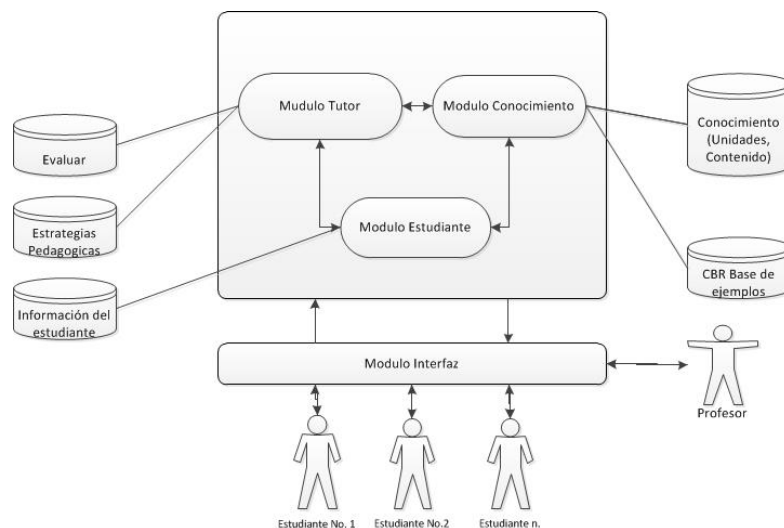 Mudulo Tutor
Modulo Conocimiento
Evaluar
Conocimiento
(Unidades,
Contenido)
Estrategias
Pedagogicas
Modulo Estudiante
CBR Base de
ejemplos
Información del
estudiante
Modulo Interfaz
Profesor
Estudiante No. 1
Estudiante No.2
Estudiante n.